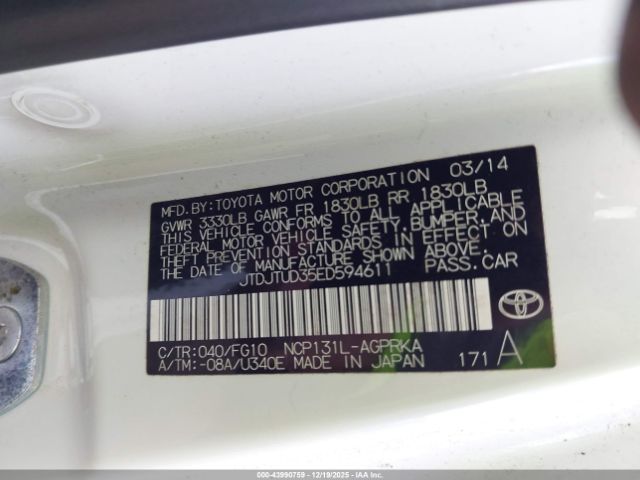 MFD.BY:TOYOTA MOTOR CORPORATION 03/14
GVWR 3330LB GAWR FR 1830LB RR 1830LB
THIS VEHICLE CONFORMS TO ALL APPLICABLE
FEDERAL MOTOR VEHICLE SAFETY,BUMPER,AND
THEFT PREVENTION STANDARDS IN EFFECT ON
THE DATE OF MANUFACTURE SHOWN ABOVE.
JTDJTUD35ED594611 PASS.CAR
C/TR:040/FG10 NCP131L-AGPRKA
A/TM:-08A/U340E MADE IN JAPAN 171 A
000-43990759 - 12/19/2025 - IAAI.COM